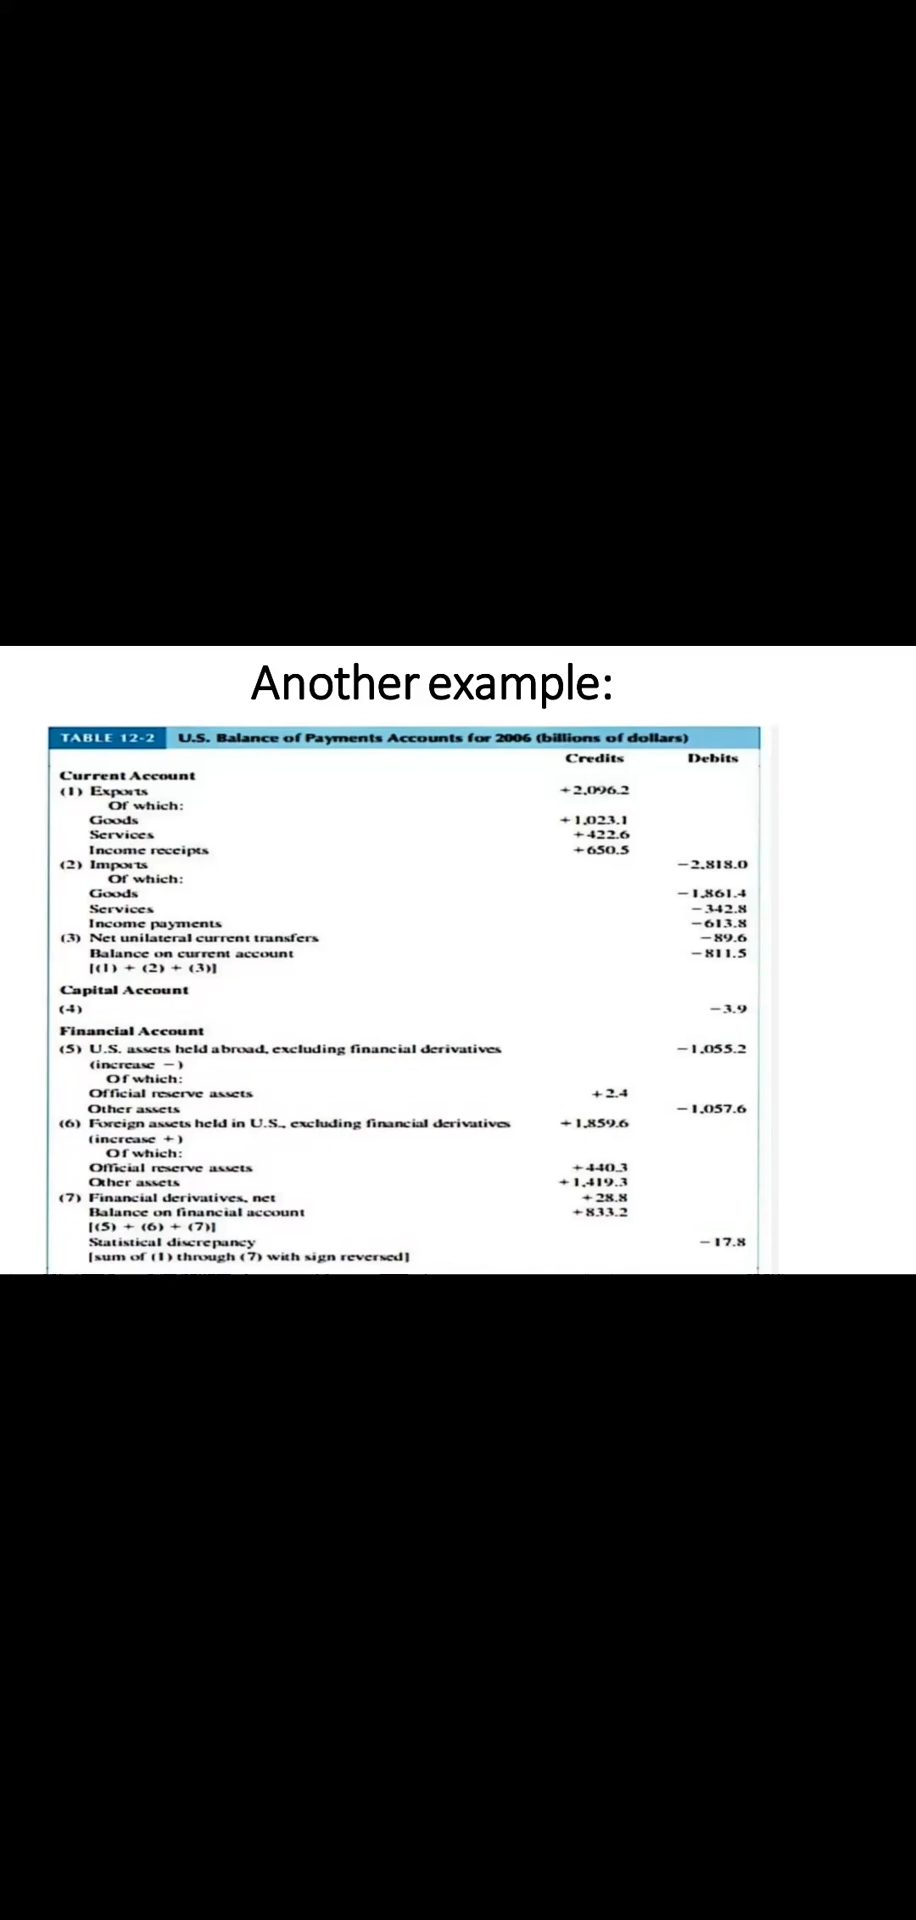 Another example:
TABLE 12-2 U.S. Balance of Payments Accounts for 2006 (billions of dollars)
Credits Debits
Current Account
(1) Exports +2,096.2
Of which:
Goods +1,023.1
Services +422.6
Income receipts +650.5
(2) Imports −2,818.0
Of which:
Goods −1,861.4
Services −342.8
Income payments −613.8
(3) Net unilateral current transfers −89.6
Balance on current account −811.5
[(1) + (2) + (3)]
Capital Account
(4) −3.9
Financial Account
(5) U.S. assets held abroad, excluding financial derivatives −1,055.2
(increase −)
Of which:
Official reserve assets +2.4
Other assets −1,057.6
(6) Foreign assets held in U.S., excluding financial derivatives +1,859.6
(increase +)
Of which:
Official reserve assets +440.3
Other assets +1,419.3
(7) Financial derivatives, net +28.8
Balance on financial account +833.2
[(5) + (6) + (7)]
Statistical discrepancy −17.8
[sum of (1) through (7) with sign reversed]